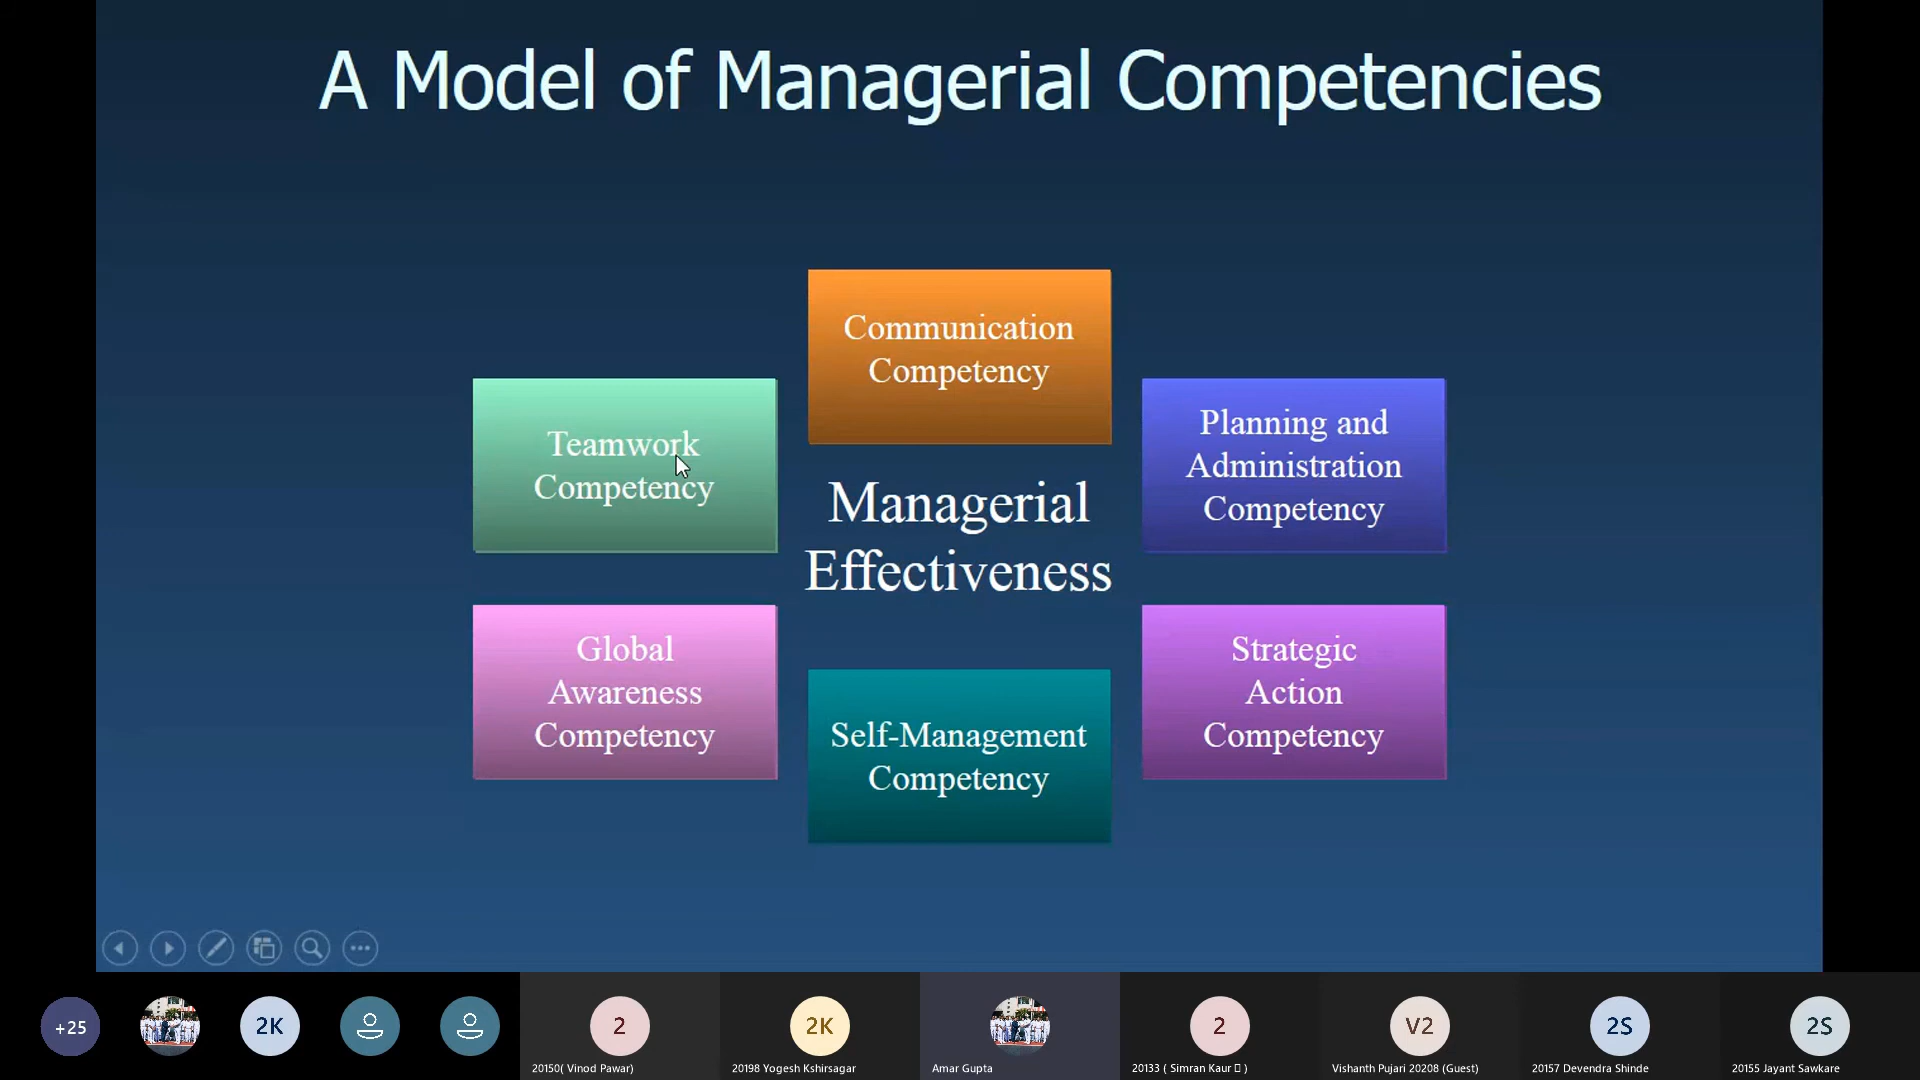 A Model of Managerial Competencies
Communication
Competency
Teamwork
Competency
Planning and
Administration
Competency
Managerial
Effectiveness
Global
Awareness
Competency
Strategic
Action
Competency
Self-Management
Competency
+25
2K
2
2K
2
V2
2S
2S
20150( Vinod Pawar)
20198 Yogesh Kshirsagar
Amar Gupta
20133 ( Simran Kaur )
Vishanth Pujari 20208 (Guest)
20157 Devendra Shinde
20155 Jayant Sawkare